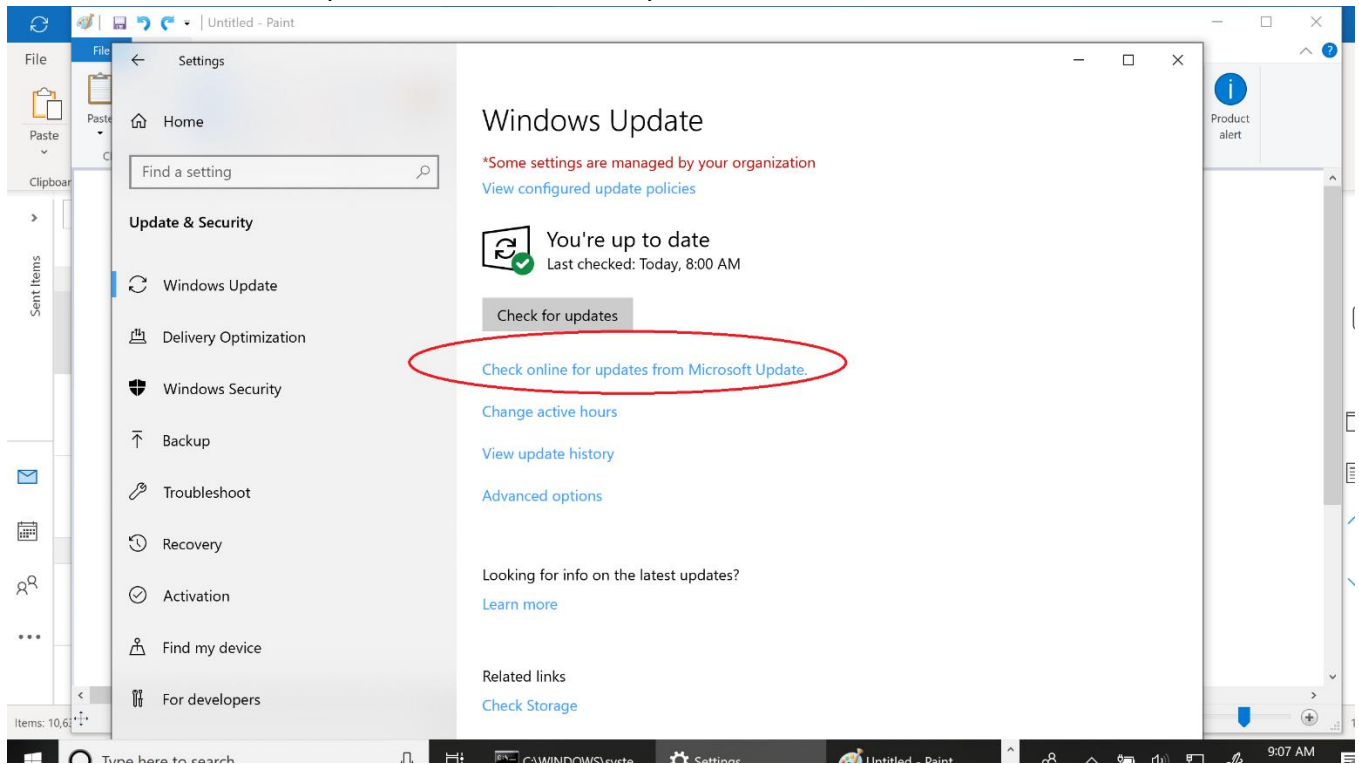 Untitled - Paint
File
File
Settings
Paste
Paste
Product
alert
Clipboar
C
Home
Find a setting
Update & Security
Windows Update
Delivery Optimization
Windows Security
Backup
Troubleshoot
Recovery
Activation
Find my device
For developers
Sent Items
Windows Update
*Some settings are managed by your organization
View configured update policies
You're up to date
Last checked: Today, 8:00 AM
Check for updates
Check online for updates from Microsoft Update.
Change active hours
View update history
Advanced options
Looking for info on the latest updates?
Learn more
Related links
Check Storage
Items: 10,6
Type here to search
C:\WINDOWS\syste...
Settings
Untitled - Paint
9:07 AM